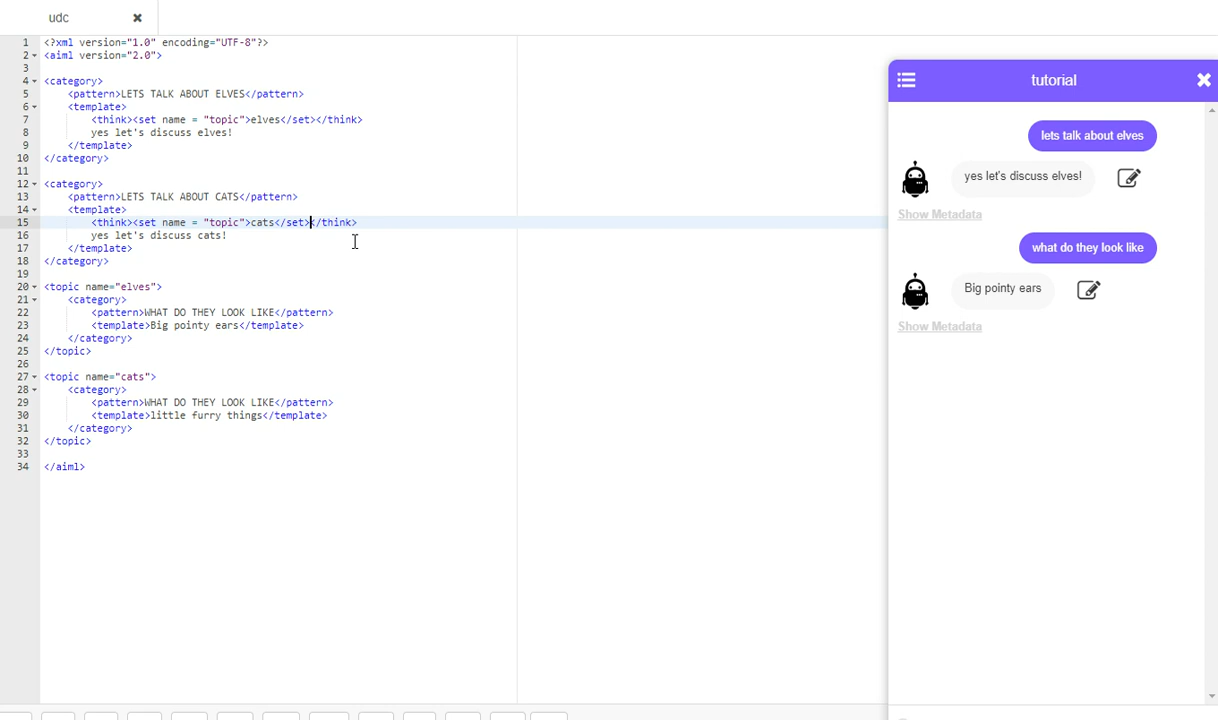 udc
1 <?xml version="1.0" encoding="UTF-8"?>
2 <aiml version="2.0">
3
4 <category>
5 <pattern>LETS TALK ABOUT ELVES</pattern>
6 <template>
7 <think><set name = "topic">elves</set></think>
8 yes let's discuss elves!
9 </template>
10 </category>
11
12 <category>
13 <pattern>LETS TALK ABOUT CATS</pattern>
14 <template>
15 <think><set name = "topic">cats</set></think>
16 yes let's discuss cats!
17 </template>
18 </category>
19
20 <topic name="elves">
21 <category>
22 <pattern>WHAT DO THEY LOOK LIKE</pattern>
23 <template>Big pointy ears</template>
24 </category>
25 </topic>
26
27 <topic name="cats">
28 <category>
29 <pattern>WHAT DO THEY LOOK LIKE</pattern>
30 <template>little furry things</template>
31 </category>
32 </topic>
33
34 </aiml>
tutorial
lets talk about elves
yes let's discuss elves!
Show Metadata
what do they look like
Big pointy ears
Show Metadata